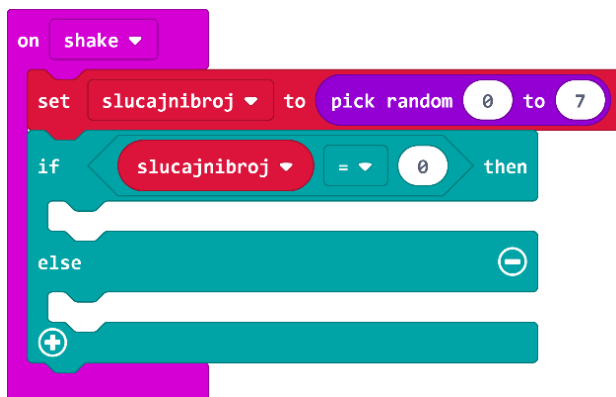 on shake
set slucajnibroj to pick random 0 to 7
if slucajnibroj = 0 then
else